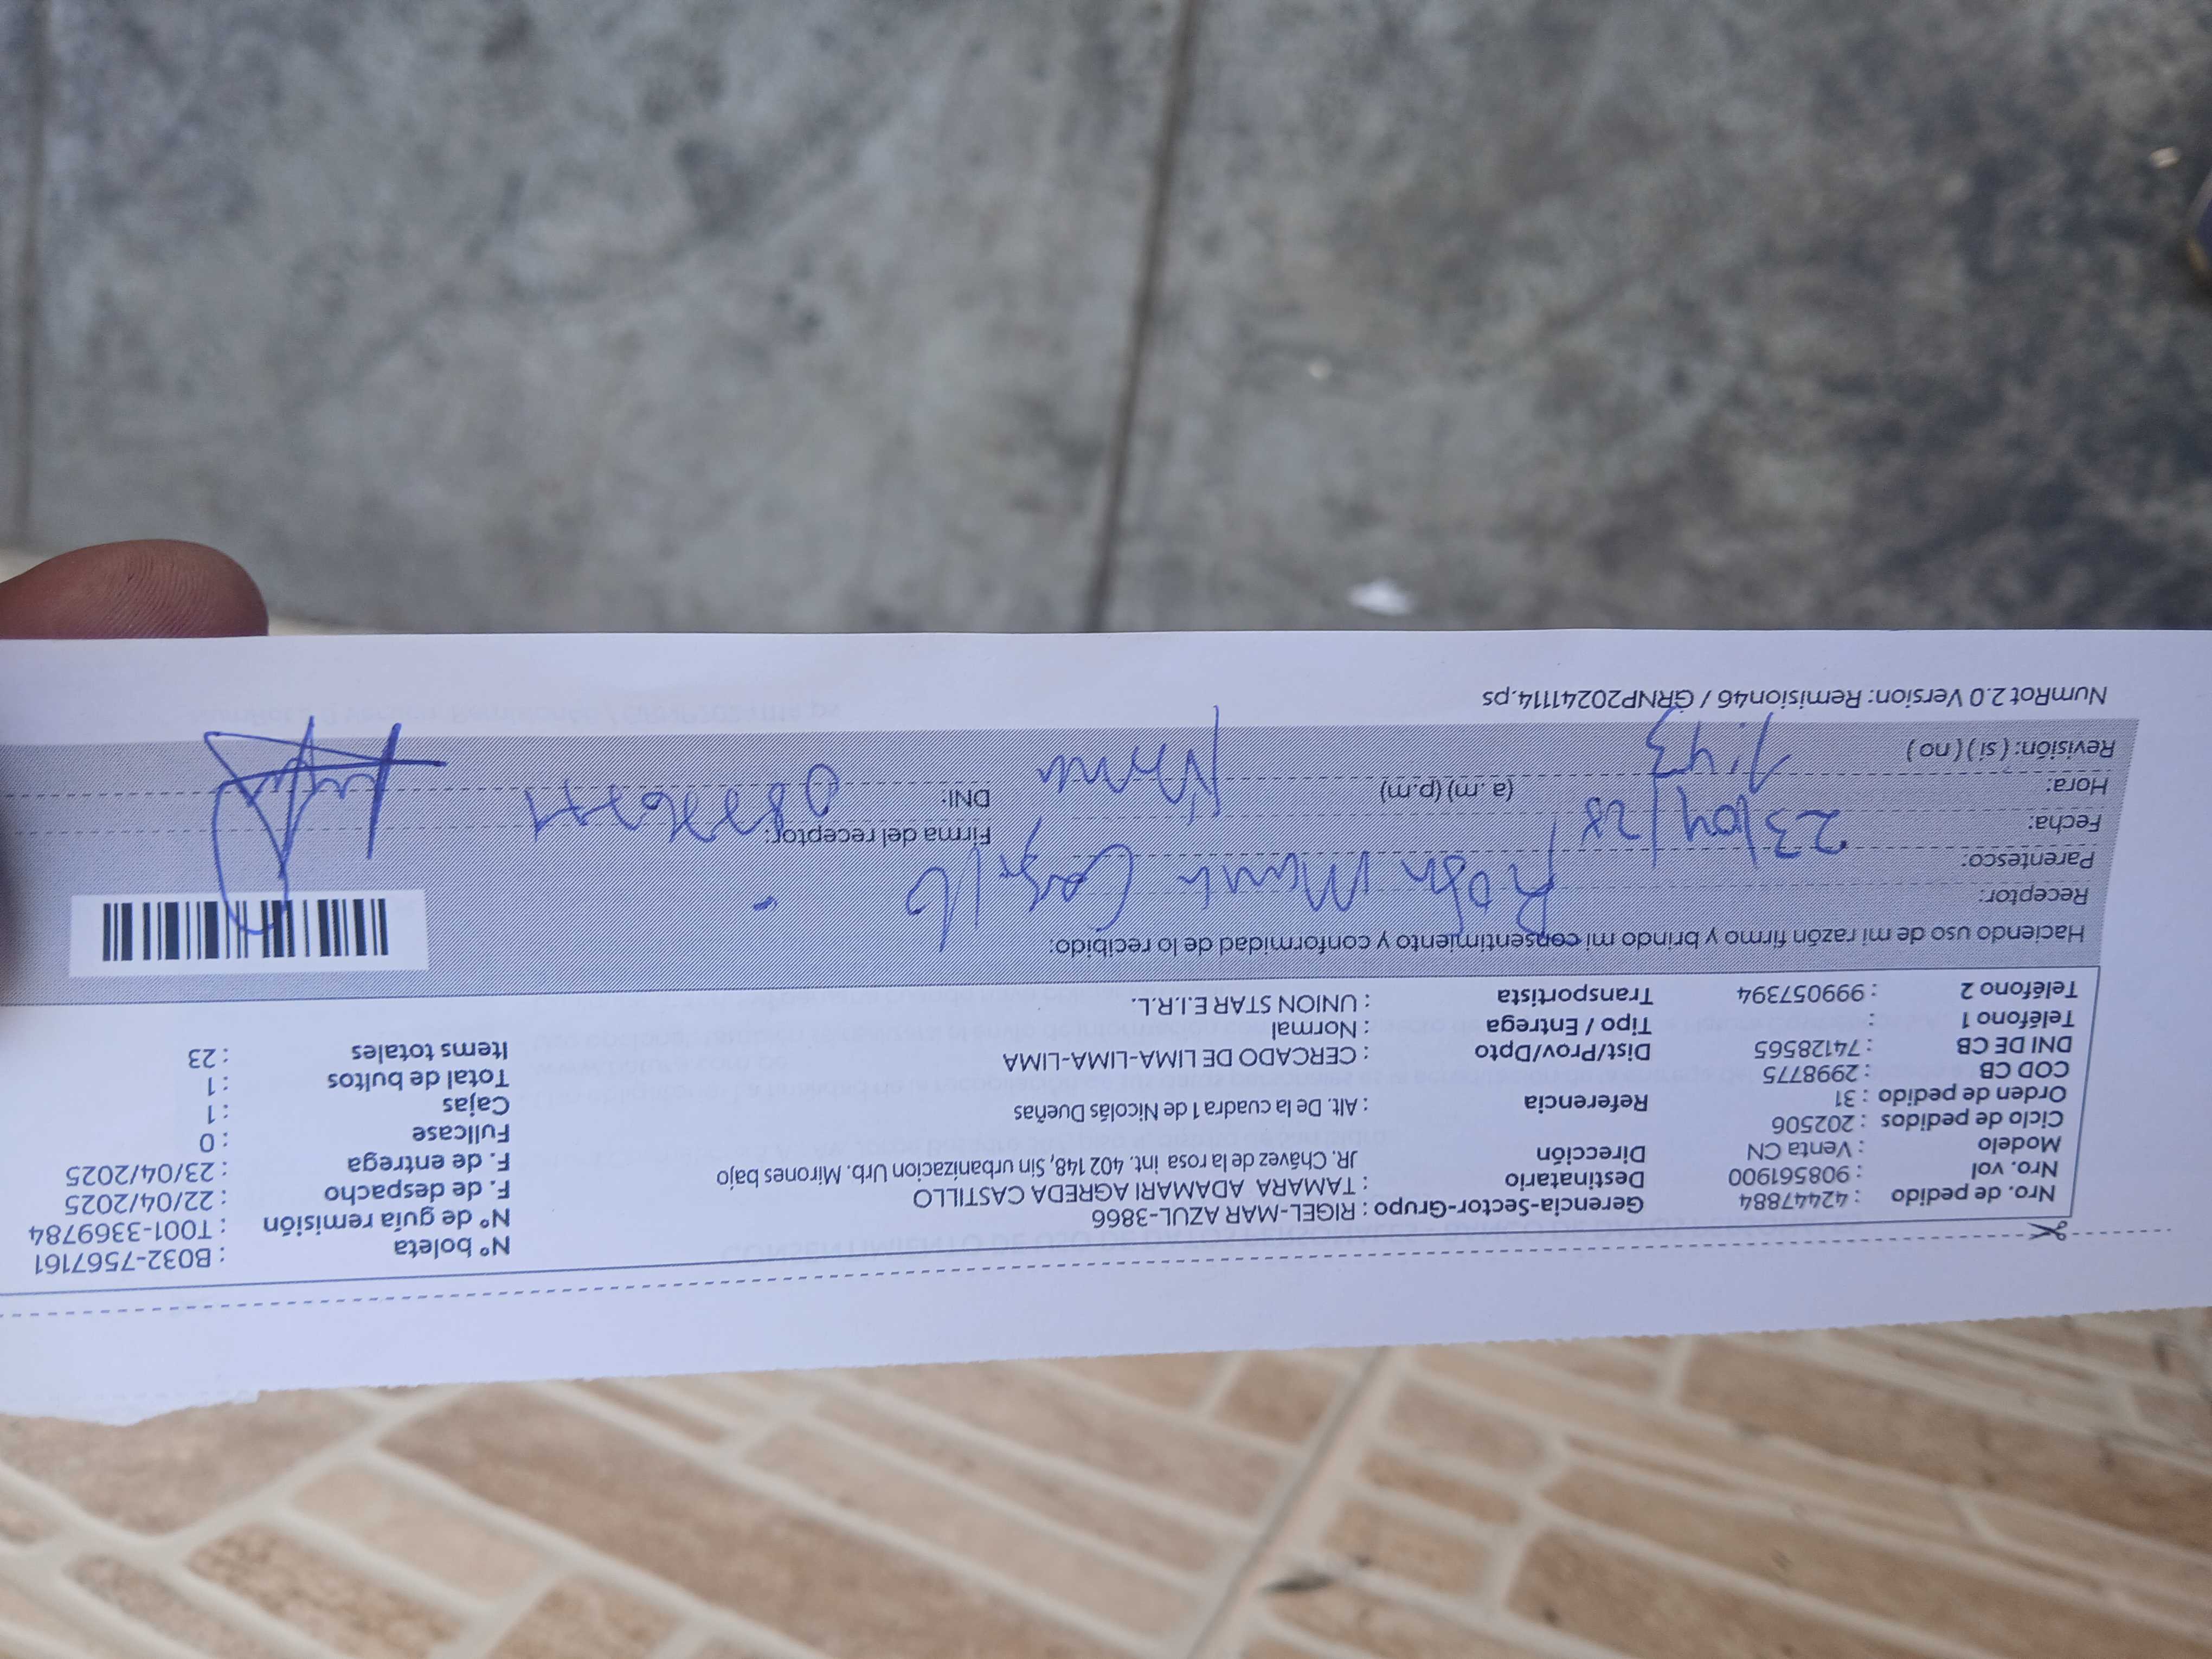 Nro. de pedido : 42447884
Nro. vol : 908561900
Modelo : Venta CN
Ciclo de pedidos : 202506
Orden de pedido : 31
COD CB : 2998775
DNI DE CB : 74128565
Teléfono 1 :
Teléfono 2 : 999057394
Gerencia-Sector-Grupo : RIGEL-MAR AZUL-3866
Destinatario : TAMARA ADAMARI AGREDA CASTILLO
Dirección JR. Chávez de la rosa int. 402 148, Sin urbanizacion Urb. Mirones bajo
Referencia : Alt. De la cuadra 1 de Nicolás Dueñas
Dist/Prov/Dpto : CERCADO DE LIMA-LIMA-LIMA
Tipo / Entrega : Normal
Transportista : UNION STAR E.I.R.L.
N° boleta : B032-7567161
N° de guía remisión : T001-3369784
F. de despacho : 22/04/2025
F. de entrega : 23/04/2025
Fullcase : 0
Cajas : 1
Total de bultos : 1
Items totales : 23
Haciendo uso de mi razón firmo y brindo mi consentimiento y conformidad de lo recibido:
Receptor: Rosa
Parentesco:
Fecha: 23/04/25
Hora: 1:43 (a. m) (p.m)
Revisión: ( si ) ( no )
Firma del receptor:
DNI:
NumRot 2.0 Version: Remision46 / GRNP20241114.ps